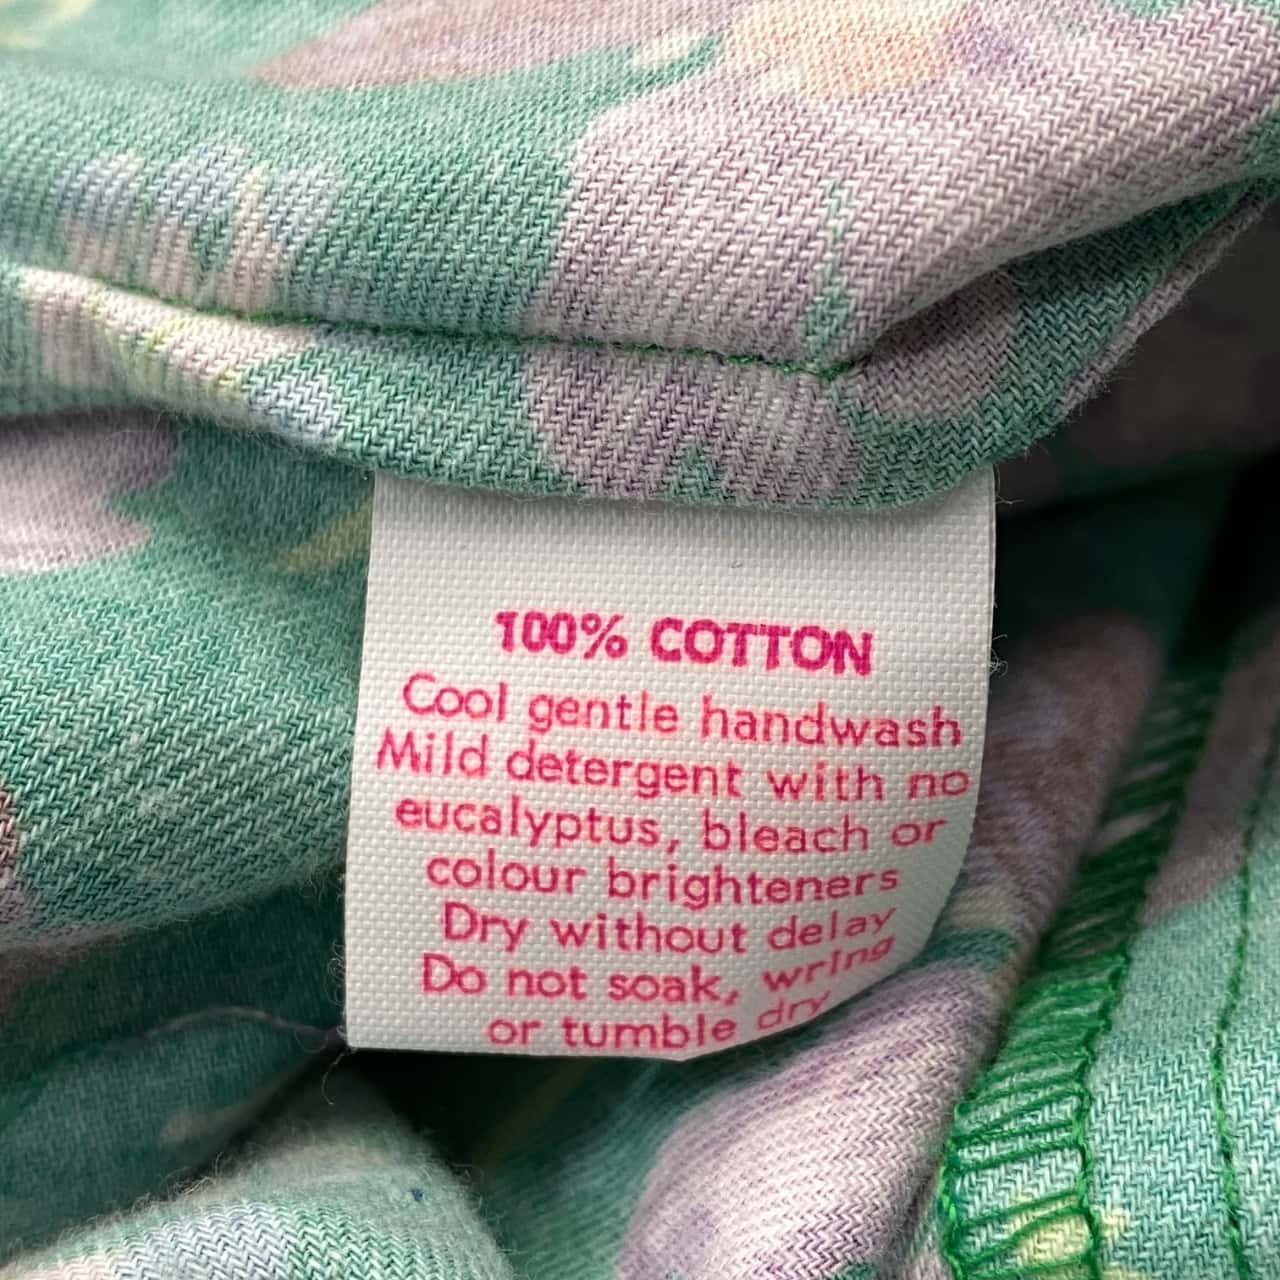 100% COTTON
Cool gentle handwash
Mild detergent with no
eucalyptus, bleach or
colour brighteners
Dry without delay
Do not soak, wring
or tumble dry